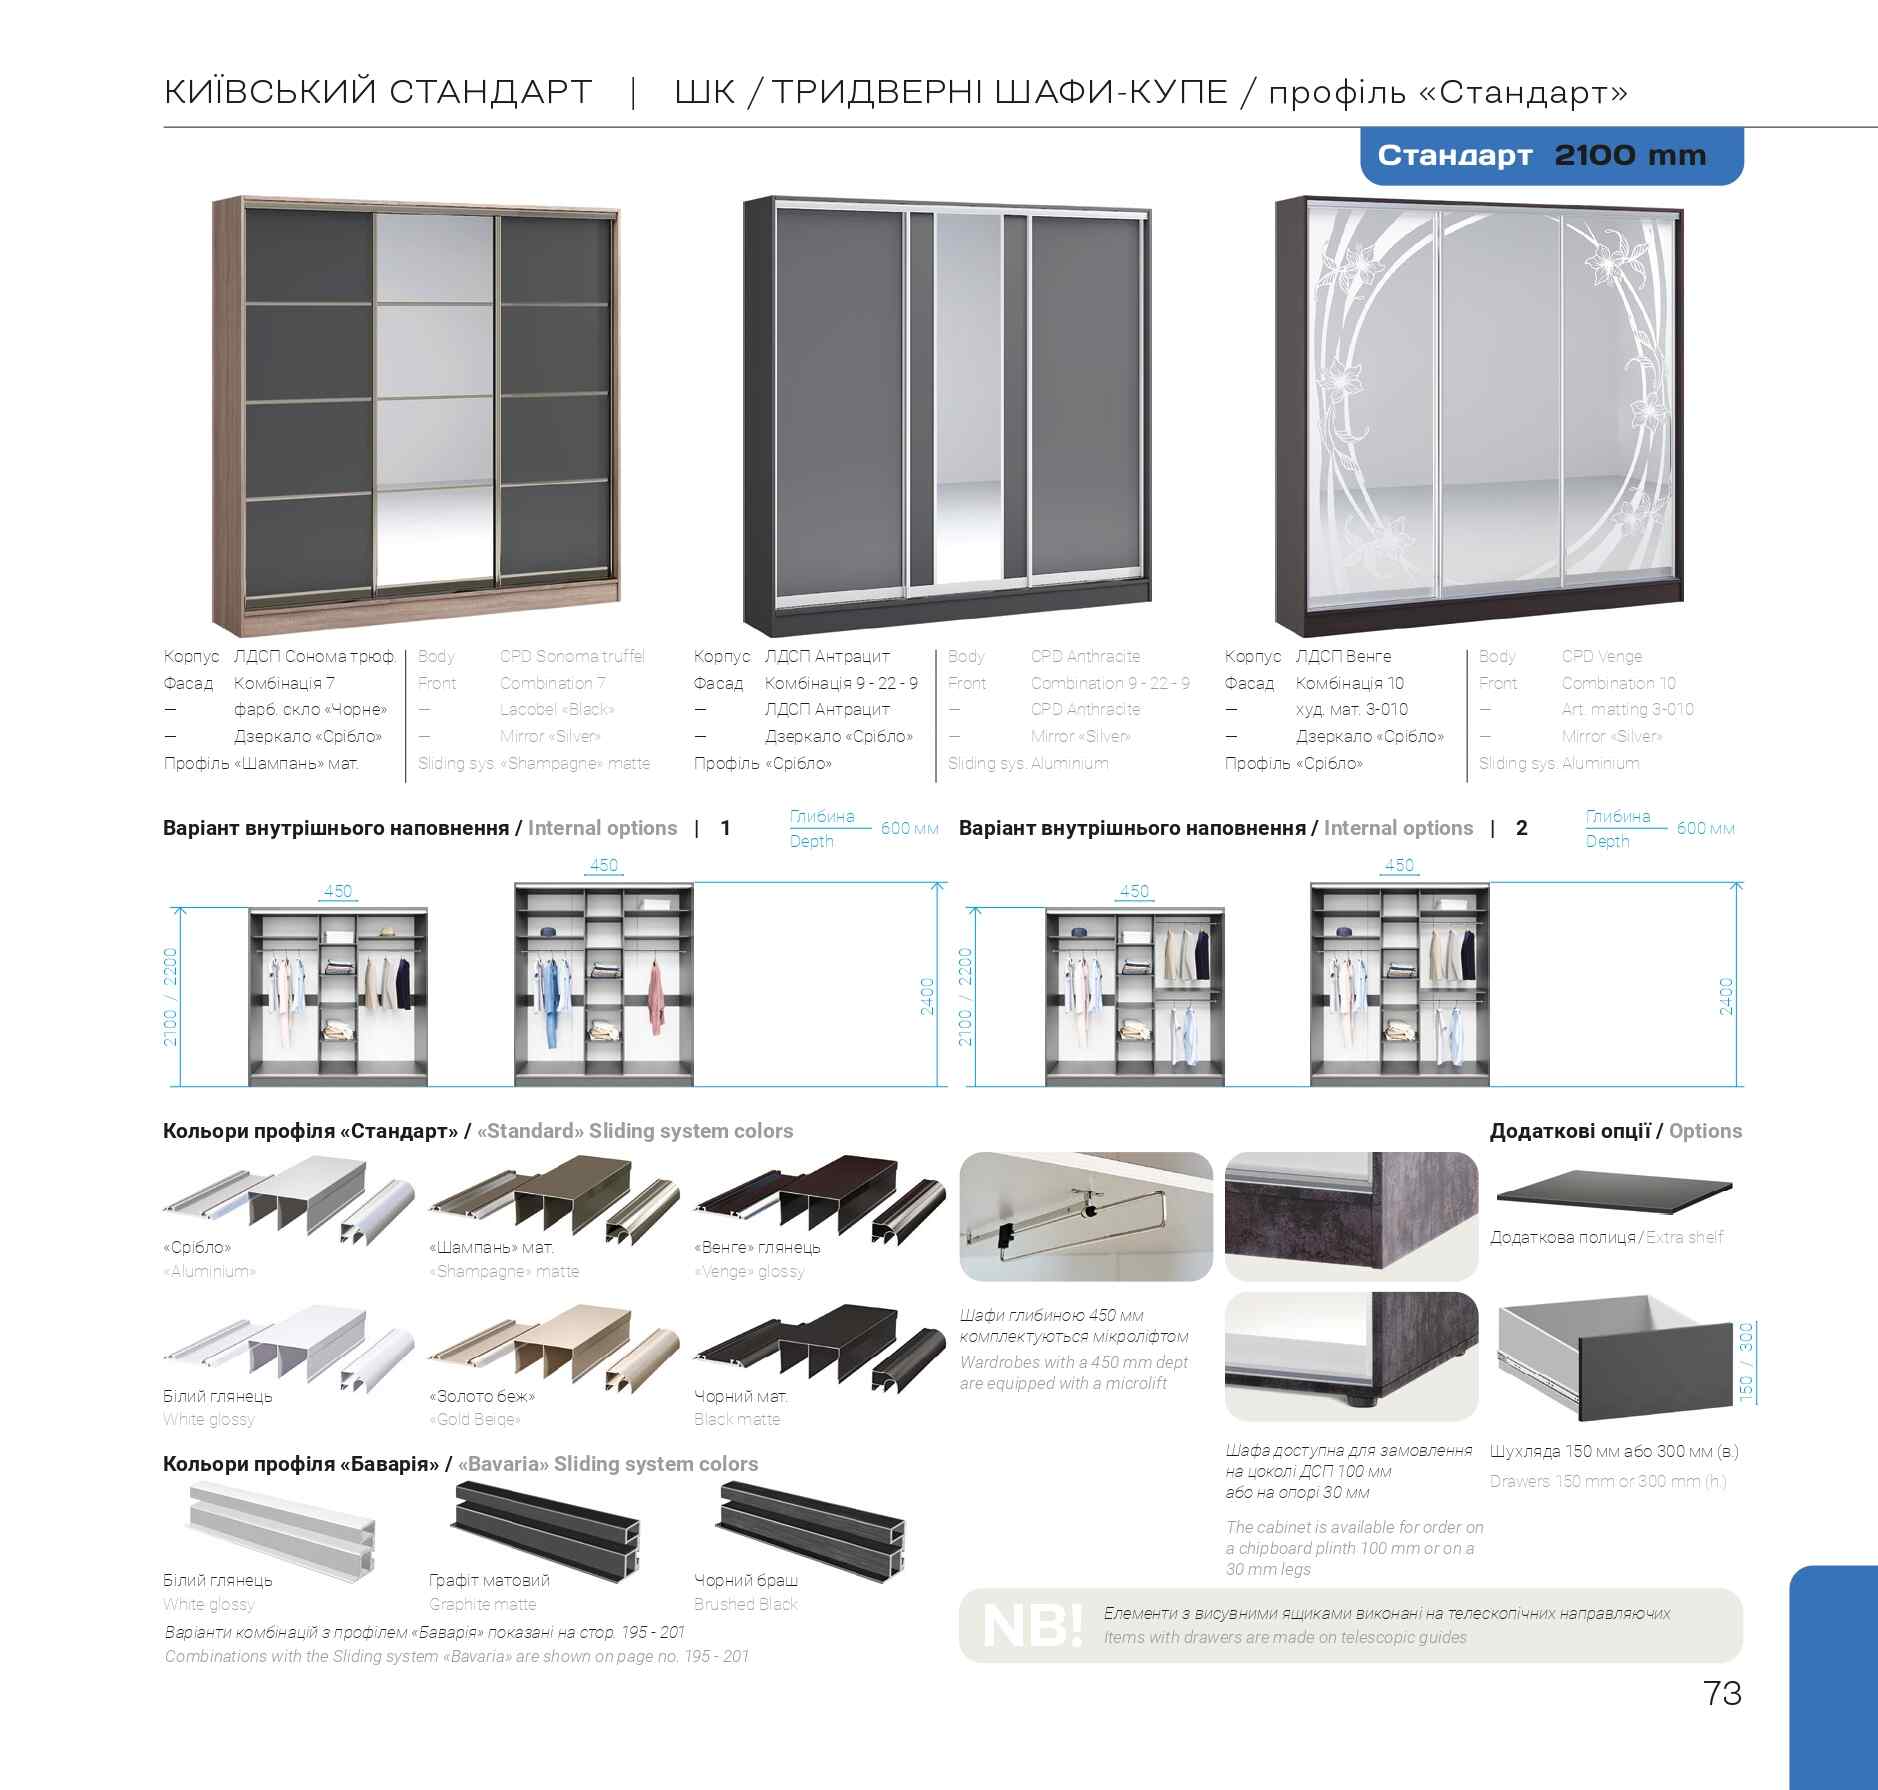 КИЇВСЬКИЙ СТАНДАРТ | ШК / ТРИДВЕРНІ ШАФИ-КУПЕ / профіль «Стандарт»
Стандарт 2100 mm
Корпус ЛДСП Сонома трюф.
Фасад Комбінація 7
— фарб. скло «Чорне»
— Дзеркало «Срібло»
Профіль «Шампань» мат.
Body CPD Sonoma truffel
Front Combination 7
— Lacobel «Black»
— Mirror «Silver»
Sliding sys. «Shampagne» matte
Корпус ЛДСП Антрацит
Фасад Комбінація 9 - 22 - 9
— ЛДСП Антрацит
— Дзеркало «Срібло»
Профіль «Срібло»
Body CPD Anthracite
Front Combination 9 - 22 - 9
— CPD Anthracite
— Mirror «Silver»
Sliding sys. Aluminium
Корпус ЛДСП Венге
Фасад Комбінація 10
— худ. мат. З-010
— Дзеркало «Срібло»
Профіль «Срібло»
Body CPD Venge
Front Combination 10
— Art. matting 3-010
— Mirror «Silver»
Sliding sys. Aluminium
Варіант внутрішнього наповнення / Internal options | 1
Глибина
Depth
600 мм
450
450
2100 / 2200
2400
Варіант внутрішнього наповнення / Internal options | 2
Глибина
Depth
600 мм
450
450
2100 / 2200
2400
Кольори профіля «Стандарт» / «Standard» Sliding system colors
«Срібло»
«Aluminium»
«Шампань» мат.
«Shampagne» matte
«Венге» глянець
«Venge» glossy
Білий глянець
White glossy
«Золото беж»
«Gold Beige»
Чорний мат.
Black matte
Кольори профіля «Баварія» / «Bavaria» Sliding system colors
Білий глянець
White glossy
Графіт матовий
Graphite matte
Чорний браш
Brushed Black
Варіанти комбінацій з профілем «Баварія» показані на стор. 195 - 201
Combinations with the Sliding system «Bavaria» are shown on page no. 195 - 201
Шафи глибиною 450 мм
комплектуються мікроліфтом
Wardrobes with a 450 mm dept
are equipped with a microlift
Шафа доступна для замовлення
на цоколі ДСП 100 мм
або на опорі 30 мм
The cabinet is available for order on
a chipboard plinth 100 mm or on a
30 mm legs
Додаткові опції / Options
Додаткова полиця / Extra shelf
150 / 300
Шухляда 150 мм або 300 мм (в.)
Drawers 150 mm or 300 mm (h.)
NB!
Елементи з висувними ящиками виконані на телескопічних направляючих
Items with drawers are made on telescopic guides
73